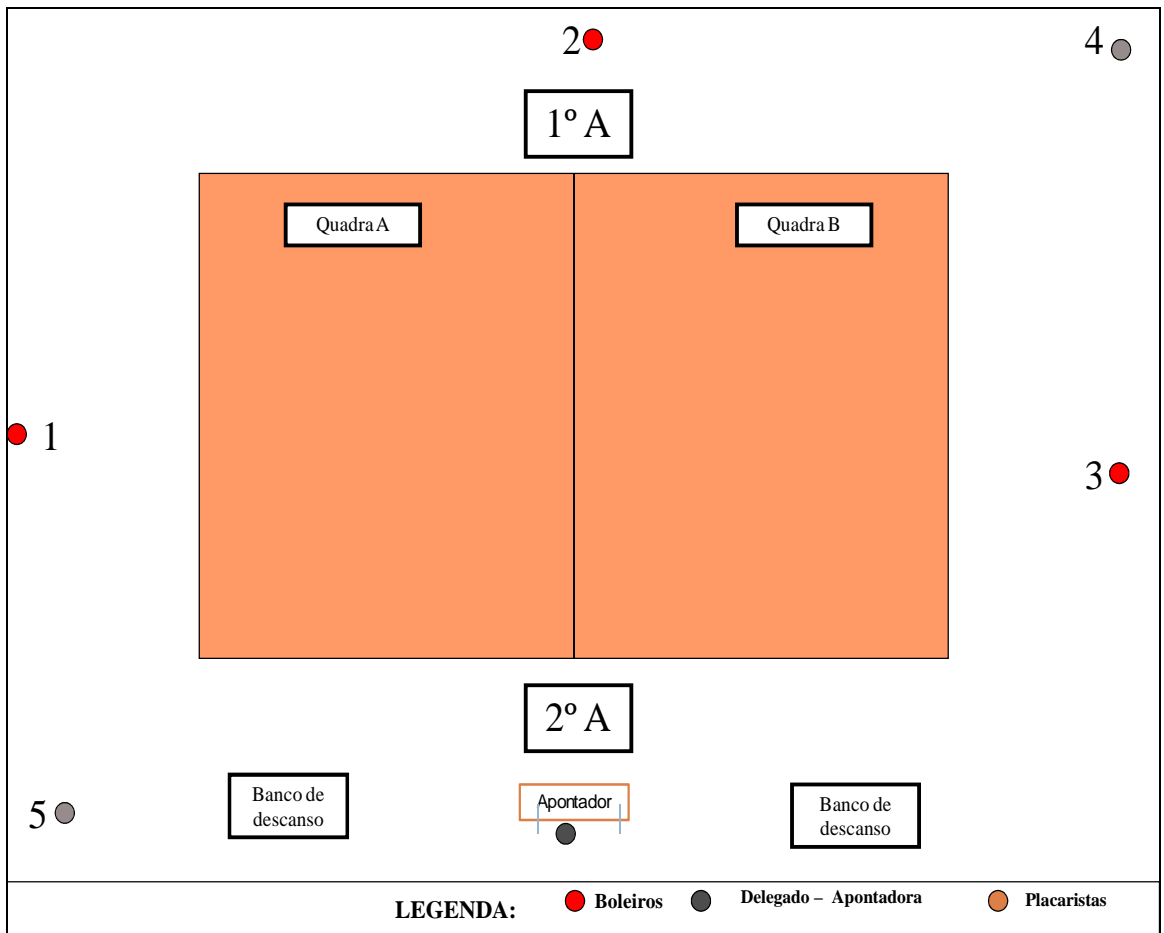 2
4
1º A
Quadra A
Quadra B
1
3
2º A
5
Banco de
descanso
Apontador
Banco de
descanso
LEGENDA:
Boleiros
Delegado – Apontadora
Placaristas